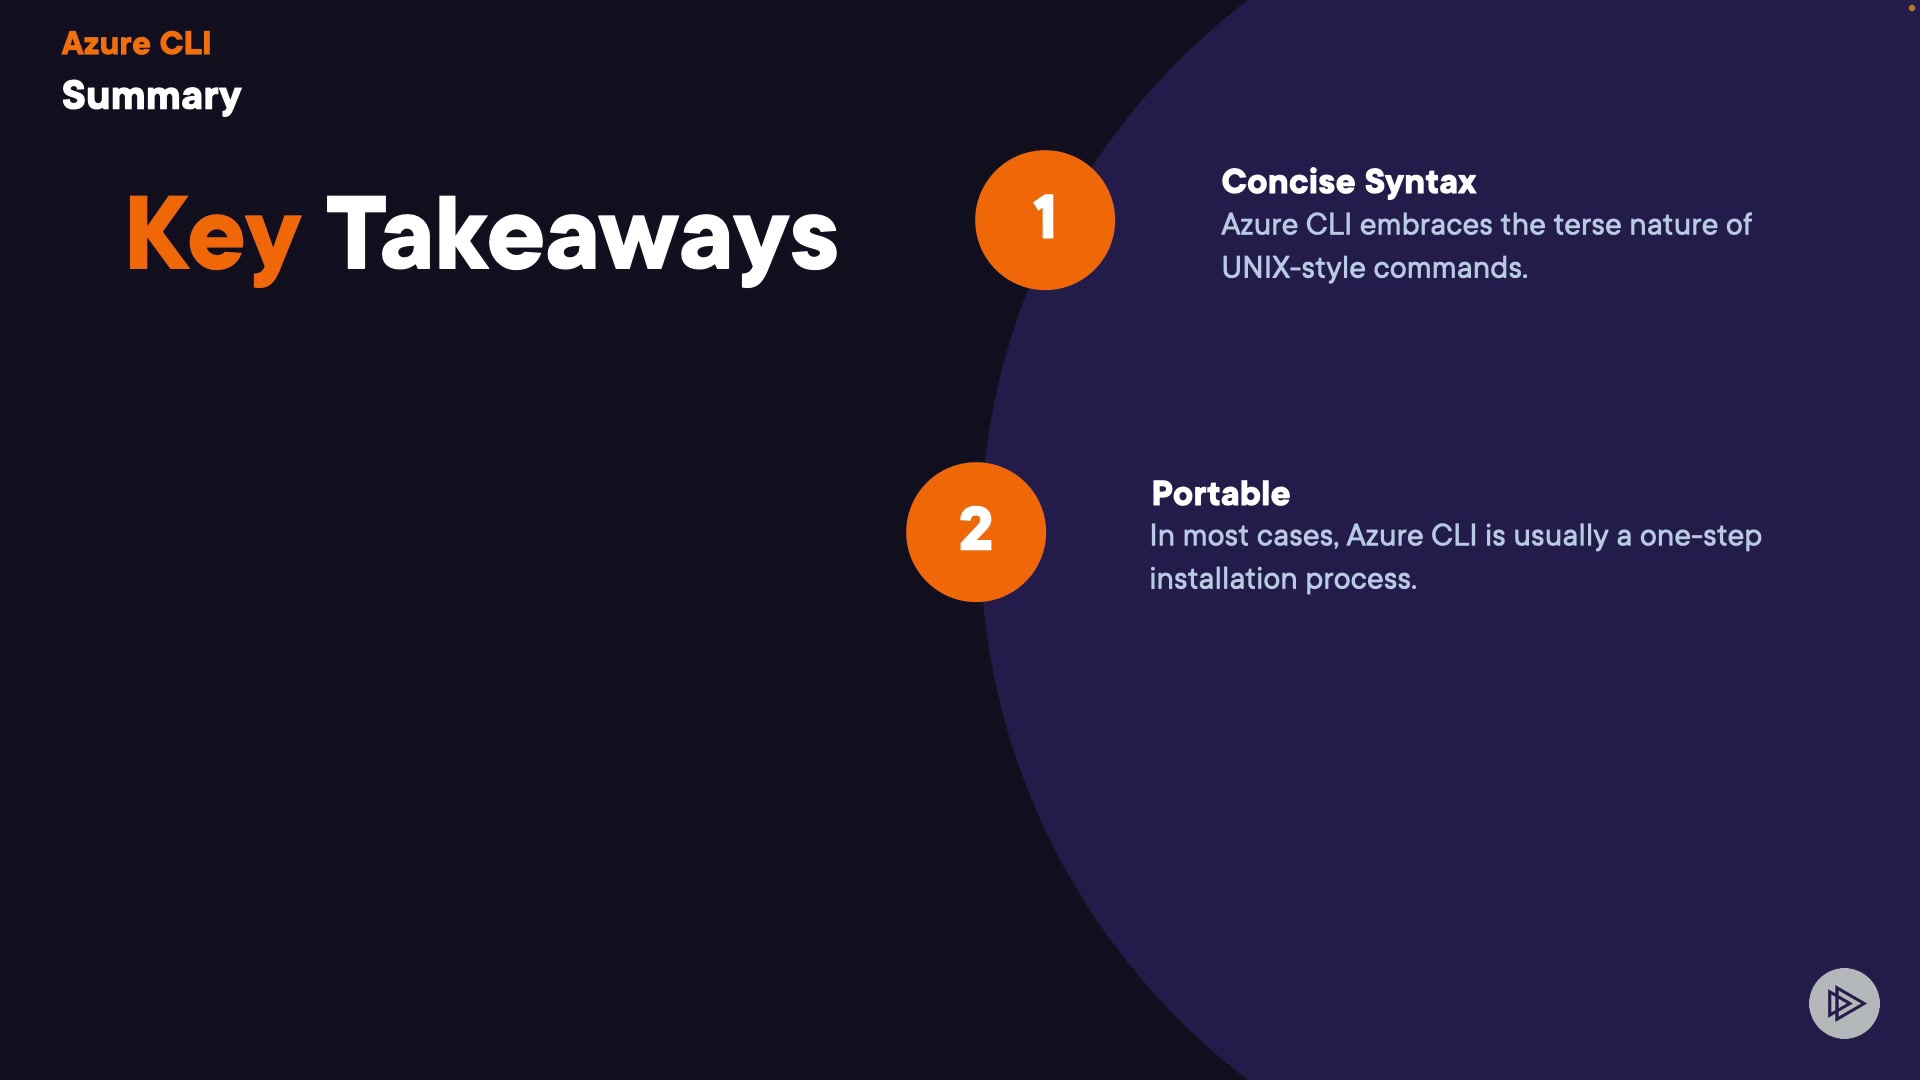 Azure CLI
Summary
Key Takeaways
1
Concise Syntax
Azure CLI embraces the terse nature of
UNIX-style commands.
2
Portable
In most cases, Azure CLI is usually a one-step
installation process.